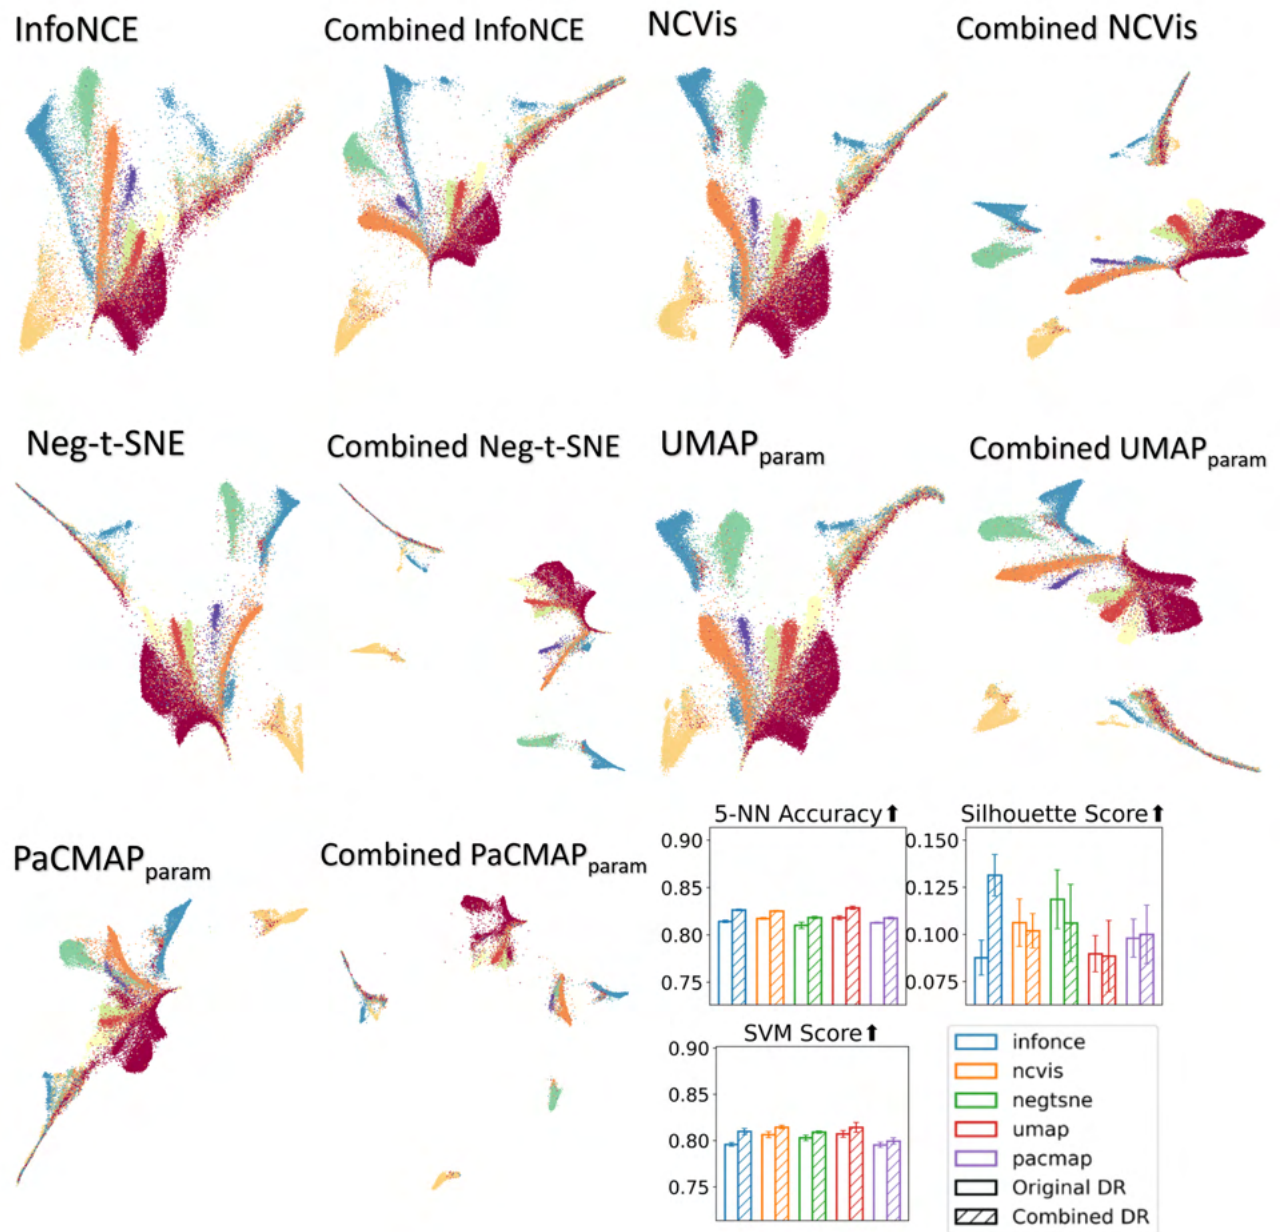 InfoNCE
Combined InfoNCE
NCVis
Combined NCVis
Neg-t-SNE
Combined Neg-t-SNE
UMAPparam
Combined UMAPparam
PaCMAPparam
Combined PaCMAPparam
5-NN Accuracy⬆
0.90
0.85
0.80
0.75
Silhouette Score⬆
0.150
0.125
0.100
0.075
SVM Score⬆
0.90
0.85
0.80
0.75
infonce
ncvis
negtsne
umap
pacmap
Original DR
Combined DR